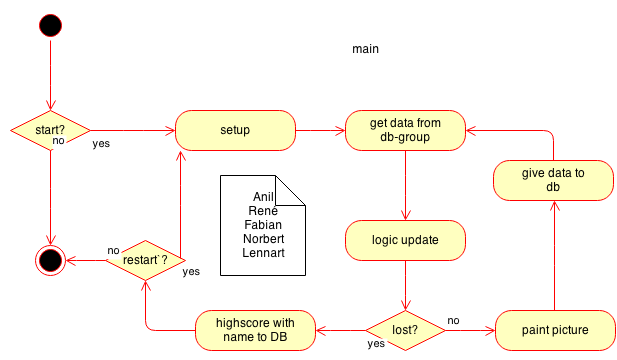 main
start?
no
yes
setup
get data from
db-group
give data to
db
Anil
René
Fabian
Norbert
Lennart
logic update
no
restart`?
yes
highscore with
name to DB
lost?
yes
no
paint picture